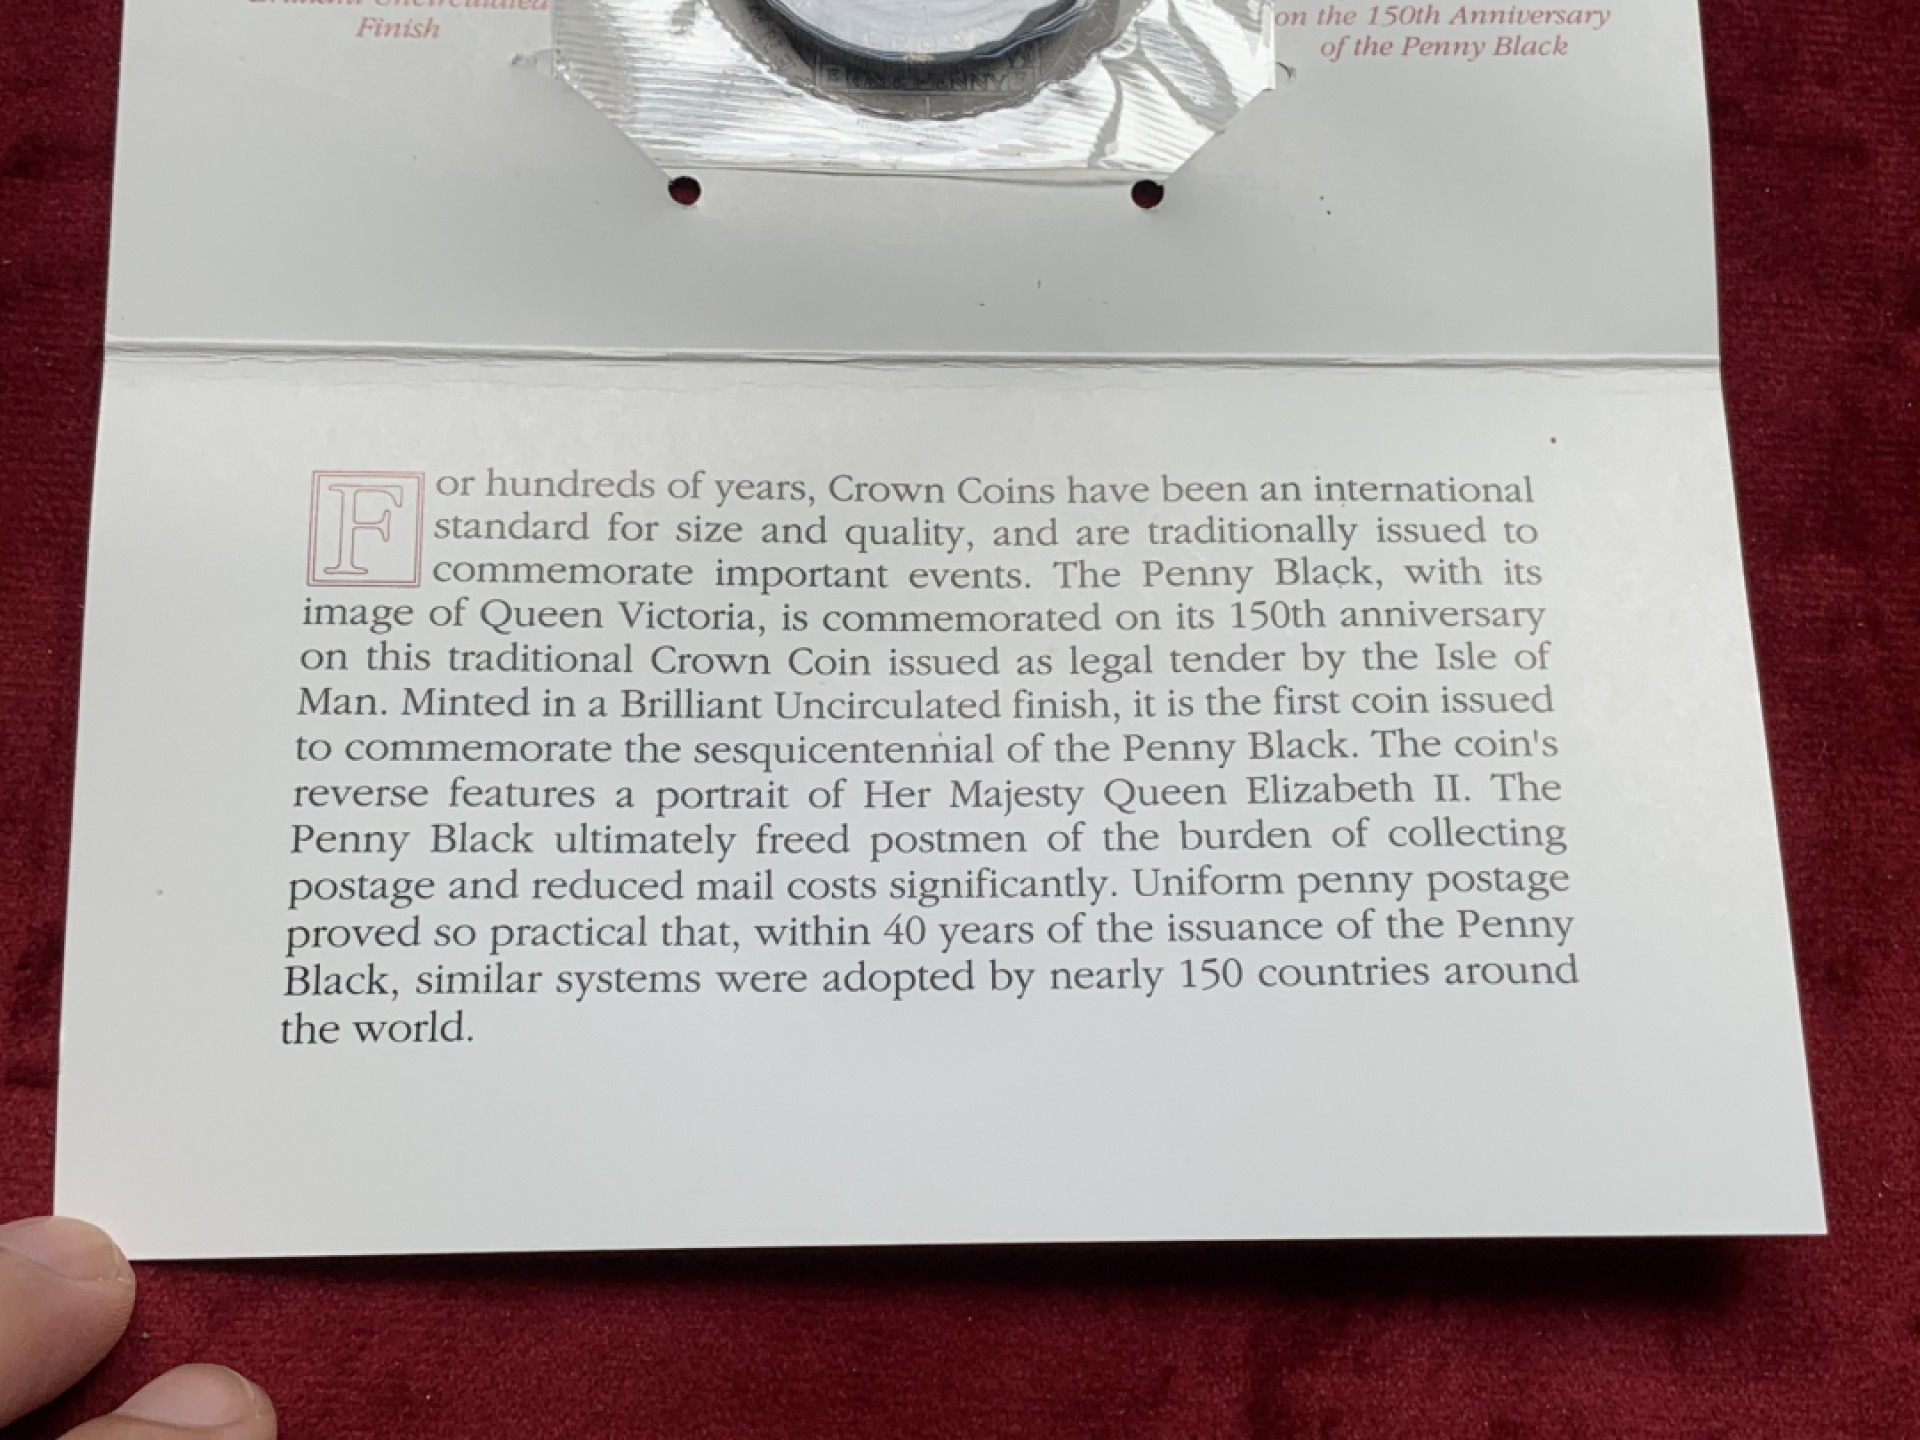 Brilliant Uncirculated
Finish
on the 150th Anniversary
of the Penny Black
ONE PENNY
For hundreds of years, Crown Coins have been an international
standard for size and quality, and are traditionally issued to
commemorate important events. The Penny Black, with its
image of Queen Victoria, is commemorated on its 150th anniversary
on this traditional Crown Coin issued as legal tender by the Isle of
Man. Minted in a Brilliant Uncirculated finish, it is the first coin issued
to commemorate the sesquicentennial of the Penny Black. The coin's
reverse features a portrait of Her Majesty Queen Elizabeth II. The
Penny Black ultimately freed postmen of the burden of collecting
postage and reduced mail costs significantly. Uniform penny postage
proved so practical that, within 40 years of the issuance of the Penny
Black, similar systems were adopted by nearly 150 countries around
the world.